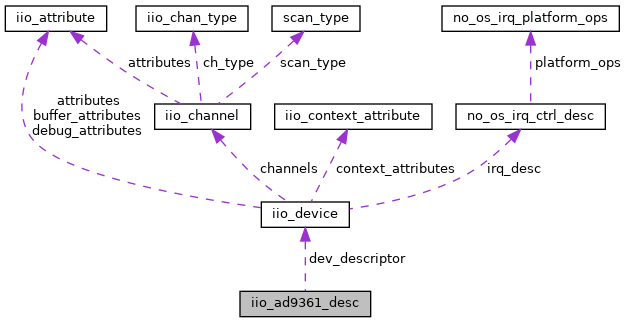 iio_attribute
iio_chan_type
scan_type
no_os_irq_platform_ops
attributes
ch_type
scan_type
platform_ops
attributes
buffer_attributes
debug_attributes
iio_channel
iio_context_attribute
no_os_irq_ctrl_desc
channels
context_attributes
irq_desc
iio_device
dev_descriptor
iio_ad9361_desc